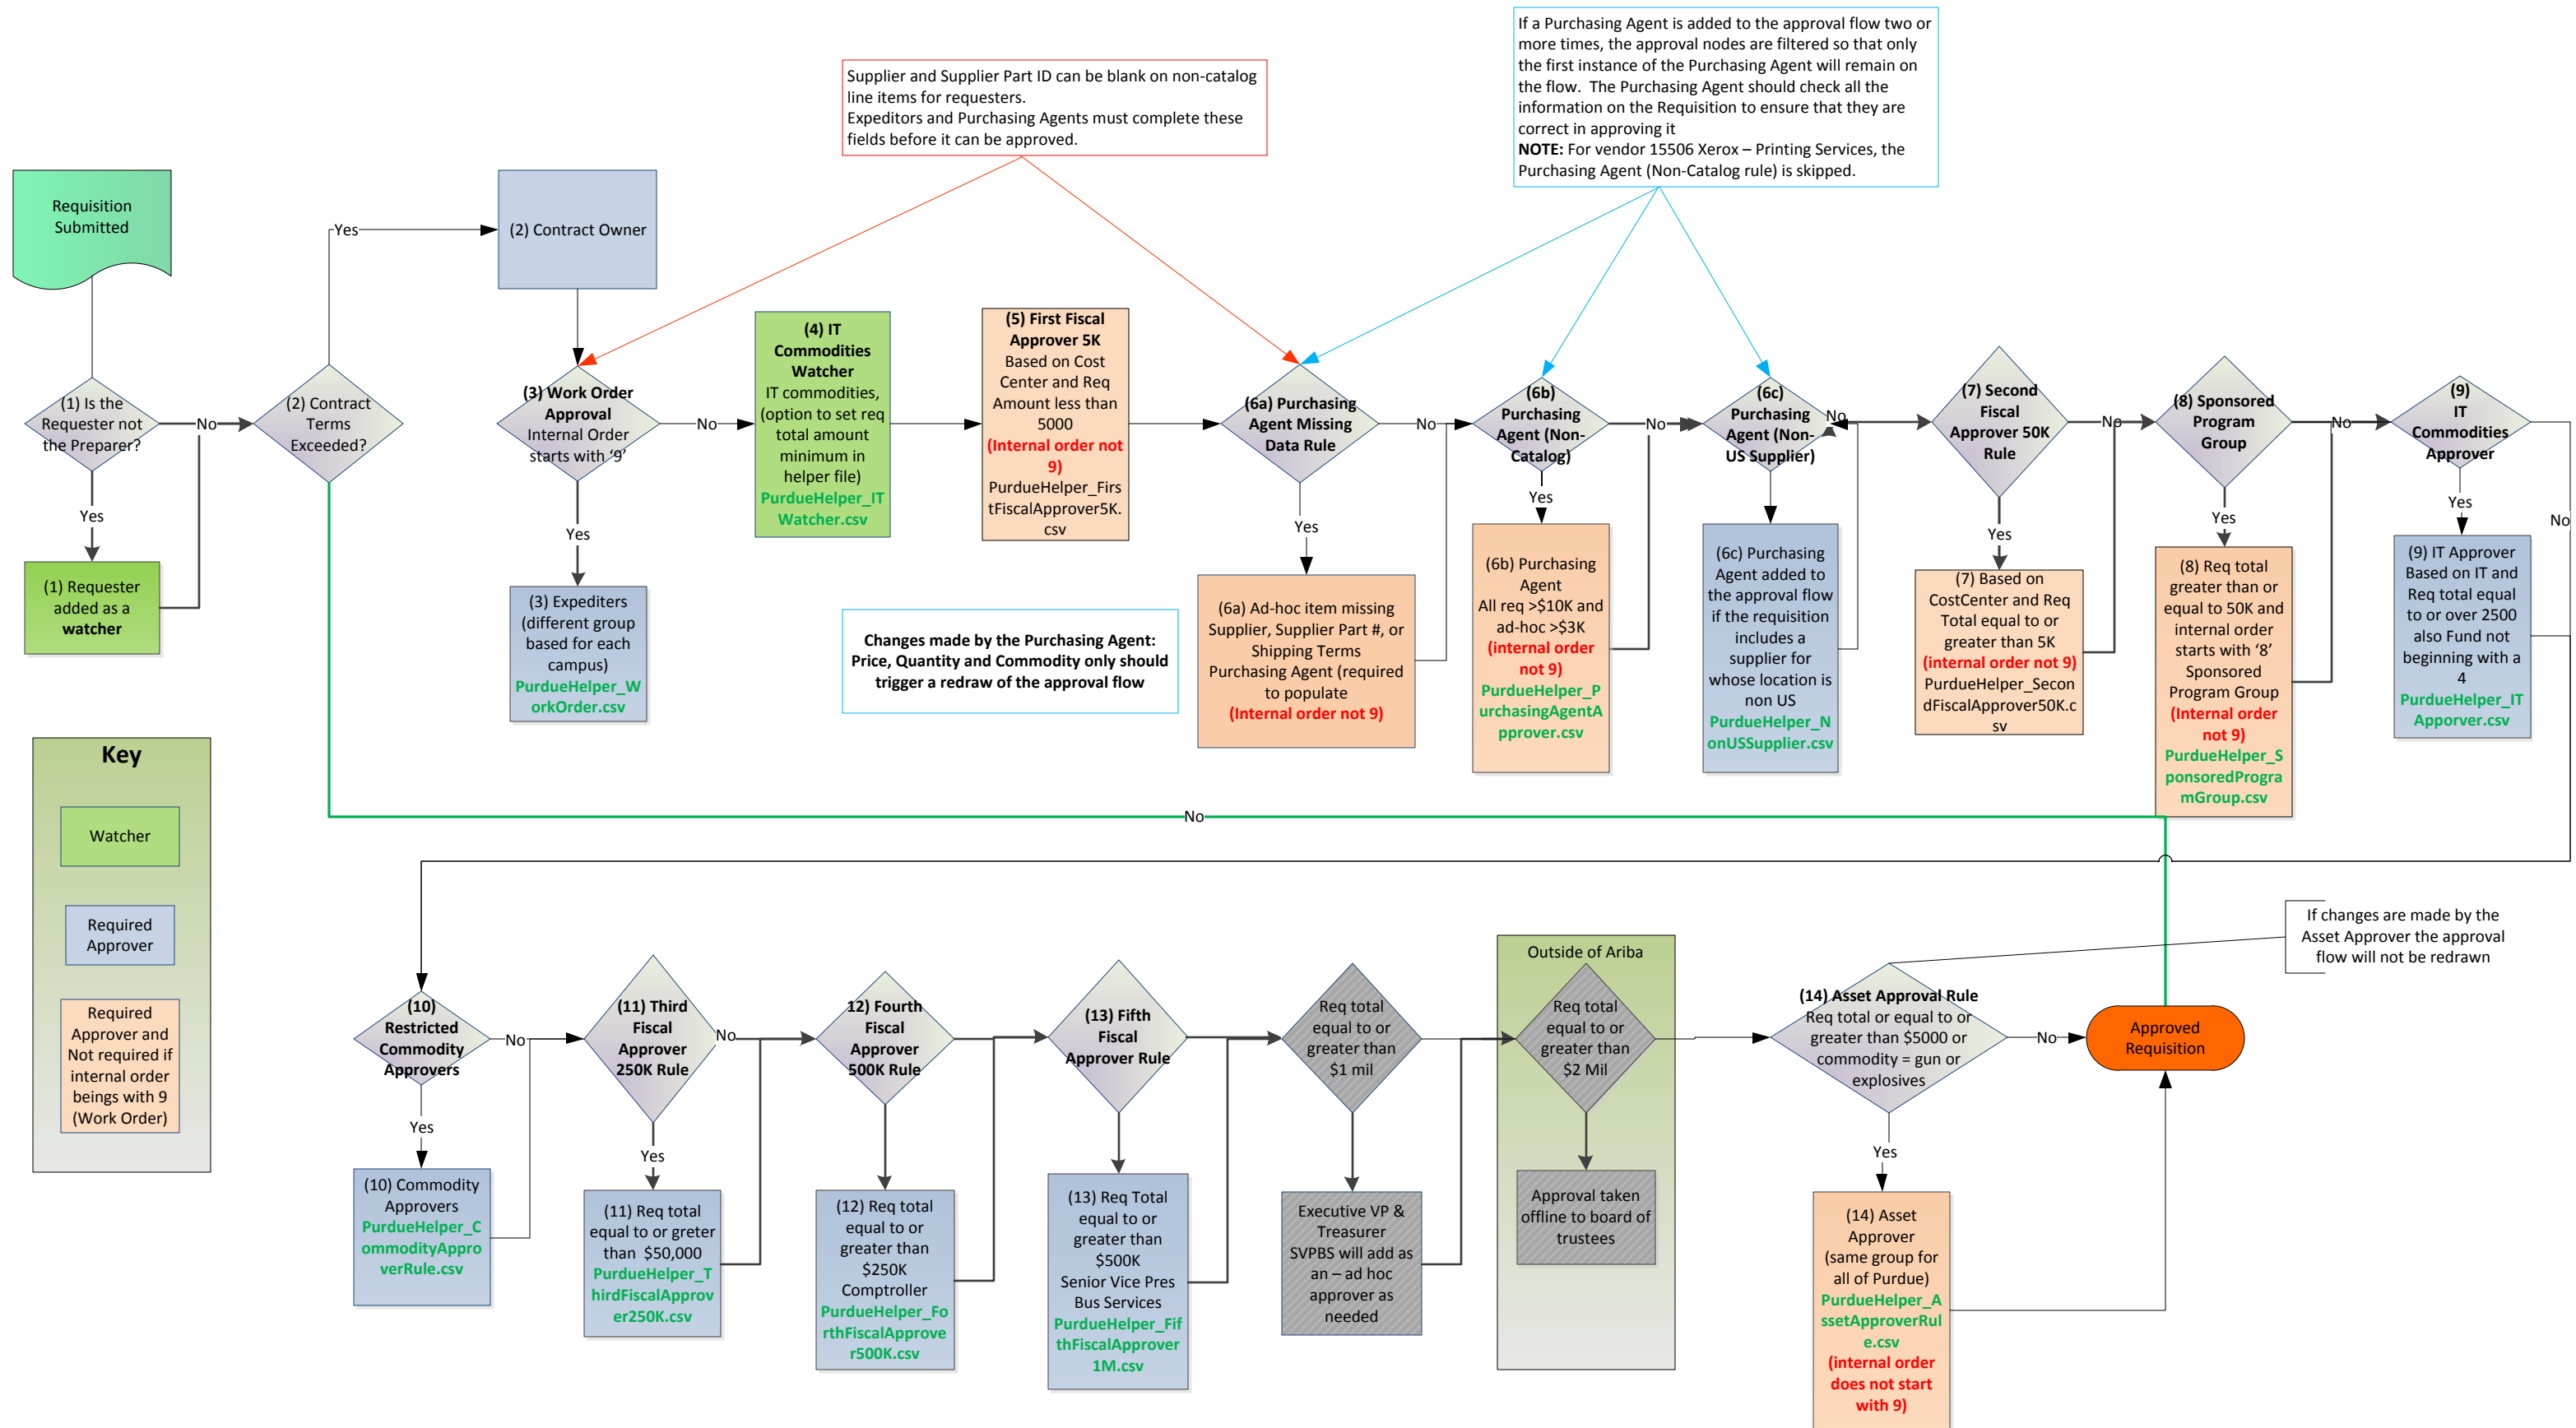 If a Purchasing Agent is added to the approval flow two or
more times, the approval nodes are filtered so that only
the first instance of the Purchasing Agent will remain on
the flow.  The Purchasing Agent should check all the
information on the Requisition to ensure that they are
correct in approving it
NOTE: For vendor 15506 Xerox – Printing Services, the
Purchasing Agent (Non-Catalog rule) is skipped.
Supplier and Supplier Part ID can be blank on non-catalog
line items for requesters.
Expeditors and Purchasing Agents must complete these
fields before it can be approved.
Requisition
Submitted
Yes
(2) Contract Owner
(1) Is the
Requester not
the Preparer?
No
Yes
(1) Requester
added as a
watcher
(2) Contract
Terms
Exceeded?
(3) Work Order
Approval
Internal Order
starts with ‘9’
No
Yes
(3) Expediters
(different group
based for each
campus)
PurdueHelper_W
orkOrder.csv
(4) IT
Commodities
Watcher
IT commodities,
(option to set req
total amount
minimum in
helper file)
PurdueHelper_IT
Watcher.csv
(5) First Fiscal
Approver 5K
Based on Cost
Center and Req
Amount less than
5000
(Internal order not
9)
PurdueHelper_Firs
tFiscalApprover5K.
csv
(6a) Purchasing
Agent Missing
Data Rule
No
Yes
(6a) Ad-hoc item missing
Supplier, Supplier Part #, or
Shipping Terms
Purchasing Agent (required
to populate
(Internal order not 9)
Changes made by the Purchasing Agent:
Price, Quantity and Commodity only should
trigger a redraw of the approval flow
(6b)
Purchasing
Agent (Non-
Catalog)
No
Yes
(6b) Purchasing
Agent
All req >$10K and
ad-hoc >$3K
(internal order
not 9)
PurdueHelper_P
urchasingAgentA
pprover.csv
(6c)
Purchasing
Agent (Non-
US Supplier)
No
(6c) Purchasing
Agent added to
the approval flow
if the requisition
includes a
supplier for
whose location is
non US
PurdueHelper_N
onUSSupplier.csv
(7) Second
Fiscal
Approver 50K
Rule
No
Yes
(7) Based on
CostCenter and Req
Total equal to or
greater than 5K
(internal order not 9)
PurdueHelper_Secon
dFiscalApprover50K.c
sv
(8) Sponsored
Program
Group
No
Yes
(8) Req total
greater than or
equal to 50K and
internal order
starts with ‘8’
Sponsored
Program Group
(Internal order
not 9)
PurdueHelper_S
ponsoredProgra
mGroup.csv
(9)
IT
Commodities
Approver
No
Yes
(9) IT Approver
Based on IT and
Req total equal
to or over 2500
also Fund not
beginning with a
4
PurdueHelper_IT
Apporver.csv
No
Key
Watcher
Required
Approver
Required
Approver and
Not required if
internal order
beings with 9
(Work Order)
(10)
Restricted
Commodity
Approvers
No
Yes
(10) Commodity
Approvers
PurdueHelper_C
ommodityAppro
verRule.csv
(11) Third
Fiscal
Approver
250K Rule
No
Yes
(11) Req total
equal to or greter
than  $50,000
PurdueHelper_T
hirdFiscalApprov
er250K.csv
12) Fourth
Fiscal
Approver
500K Rule
(12) Req total
equal to or
greater than
$250K
Comptroller
PurdueHelper_Fo
rthFiscalApprove
r500K.csv
(13) Fifth
Fiscal
Approver Rule
(13) Req Total
equal to or
greater than
$500K
Senior Vice Pres
Bus Services
PurdueHelper_Fif
thFiscalApprover
1M.csv
Req total
equal to or
greater than
$1 mil
Executive VP &
Treasurer
SVPBS will add as
an – ad hoc
approver as
needed
Outside of Ariba
Req total
equal to or
greater than
$2 Mil
Approval taken
offline to board of
trustees
(14) Asset Approval Rule
Req total or equal to or
greater than $5000 or
commodity = gun or
explosives
No
Yes
(14) Asset
Approver
(same group for
all of Purdue)
PurdueHelper_A
ssetApproverRul
e.csv
(internal order
does not start
with 9)
If changes are made by the
Asset Approver the approval
flow will not be redrawn
Approved
Requisition